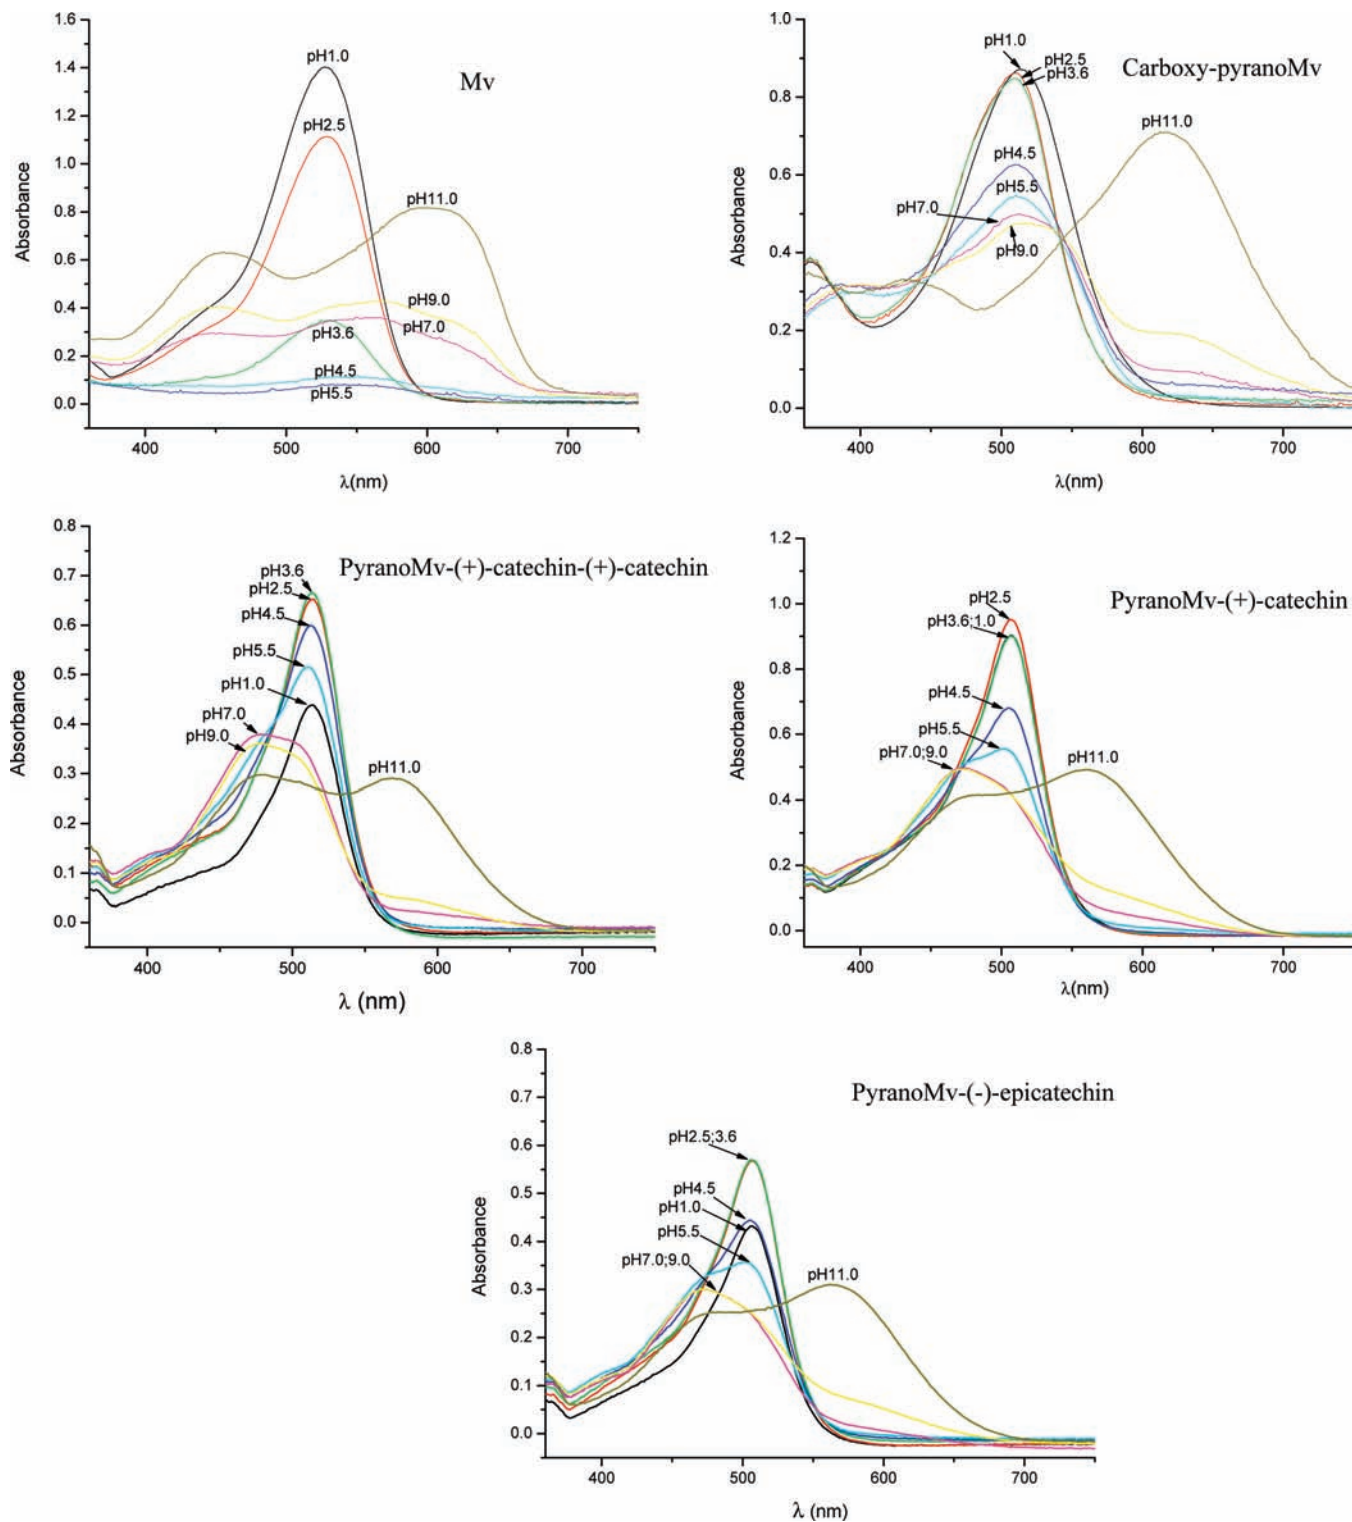 Mv
pH1.0
pH2.5
pH11.0
pH9.0
pH7.0
pH3.6
pH4.5
pH5.5
1.6
1.4
1.2
1.0
0.8
0.6
0.4
0.2
0.0
Absorbance
400 500 600 700
λ(nm)
Carboxy-pyranoMv
pH1.0
pH2.5
pH3.6
pH11.0
pH4.5
pH5.5
pH7.0
pH9.0
1.0
0.8
0.6
0.4
0.2
0.0
Absorbance
400 500 600 700
λ(nm)
PyranoMv-(+)-catechin-(+)-catechin
pH3.6
pH2.5
pH4.5
pH5.5
pH1.0
pH7.0
pH9.0
pH11.0
0.8
0.7
0.6
0.5
0.4
0.3
0.2
0.1
0.0
Absorbance
400 500 600 700
λ (nm)
PyranoMv-(+)-catechin
pH2.5
pH3.6;1.0
pH4.5
pH5.5
pH7.0;9.0
pH11.0
1.2
1.0
0.8
0.6
0.4
0.2
0.0
Absorbance
400 500 600 700
λ(nm)
PyranoMv-(-)-epicatechin
pH2.5;3.6
pH4.5
pH1.0
pH5.5
pH7.0;9.0
pH11.0
0.8
0.7
0.6
0.5
0.4
0.3
0.2
0.1
0.0
Absorbance
400 500 600 700
λ (nm)